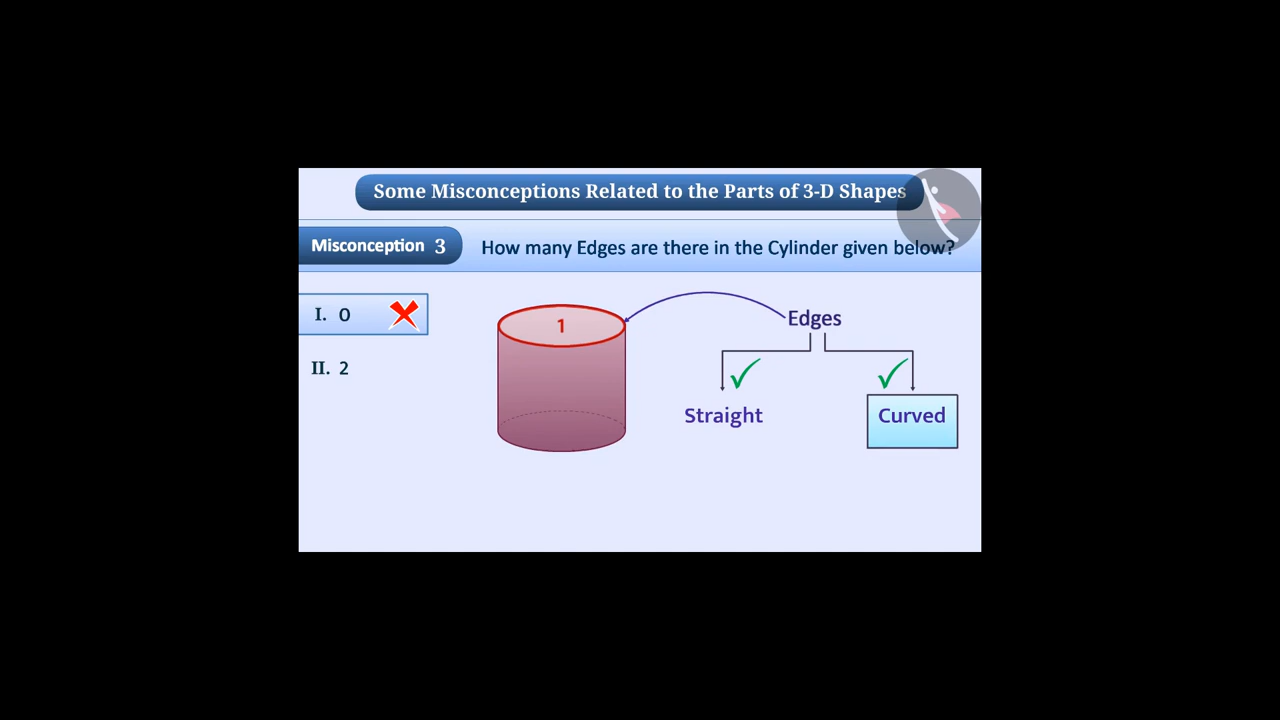 Some Misconceptions Related to the Parts of 3-D Shapes
Misconception 3
How many Edges are there in the Cylinder given below?
I. 0
II. 2
1
Edges
Straight
Curved